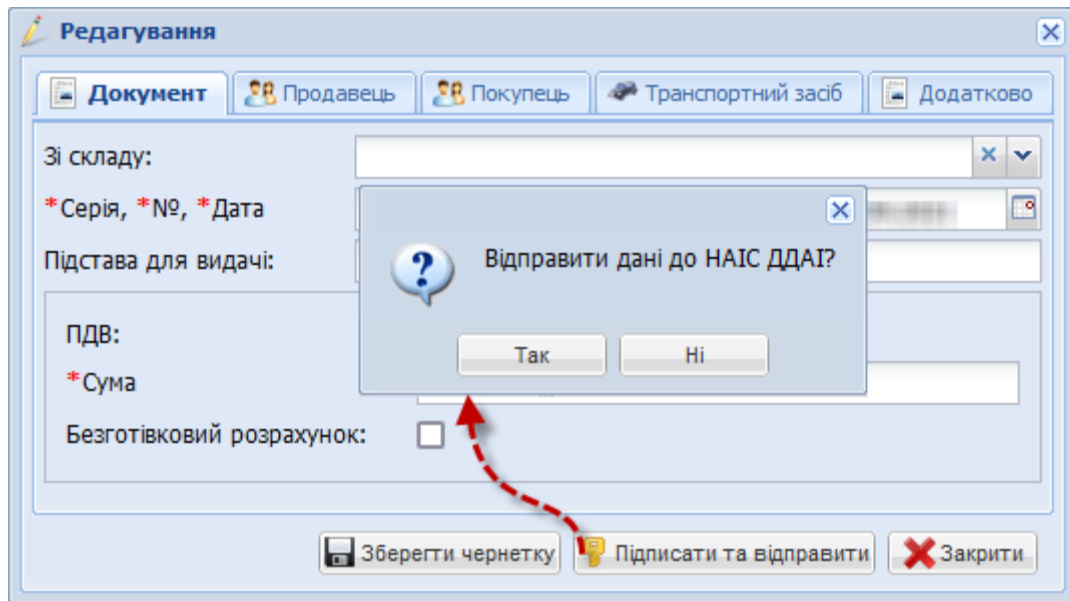 Редагування
Документ Продавець Покупець Транспортний засіб Додатково
Зі складу:
*Серія, *№, *Дата
Підстава для видачі:
Відправити дані до НАІС ДДАІ?
Так Ні
ПДВ:
*Сума
Безготівковий розрахунок:
Зберегти чернетку Підписати та відправити Закрити